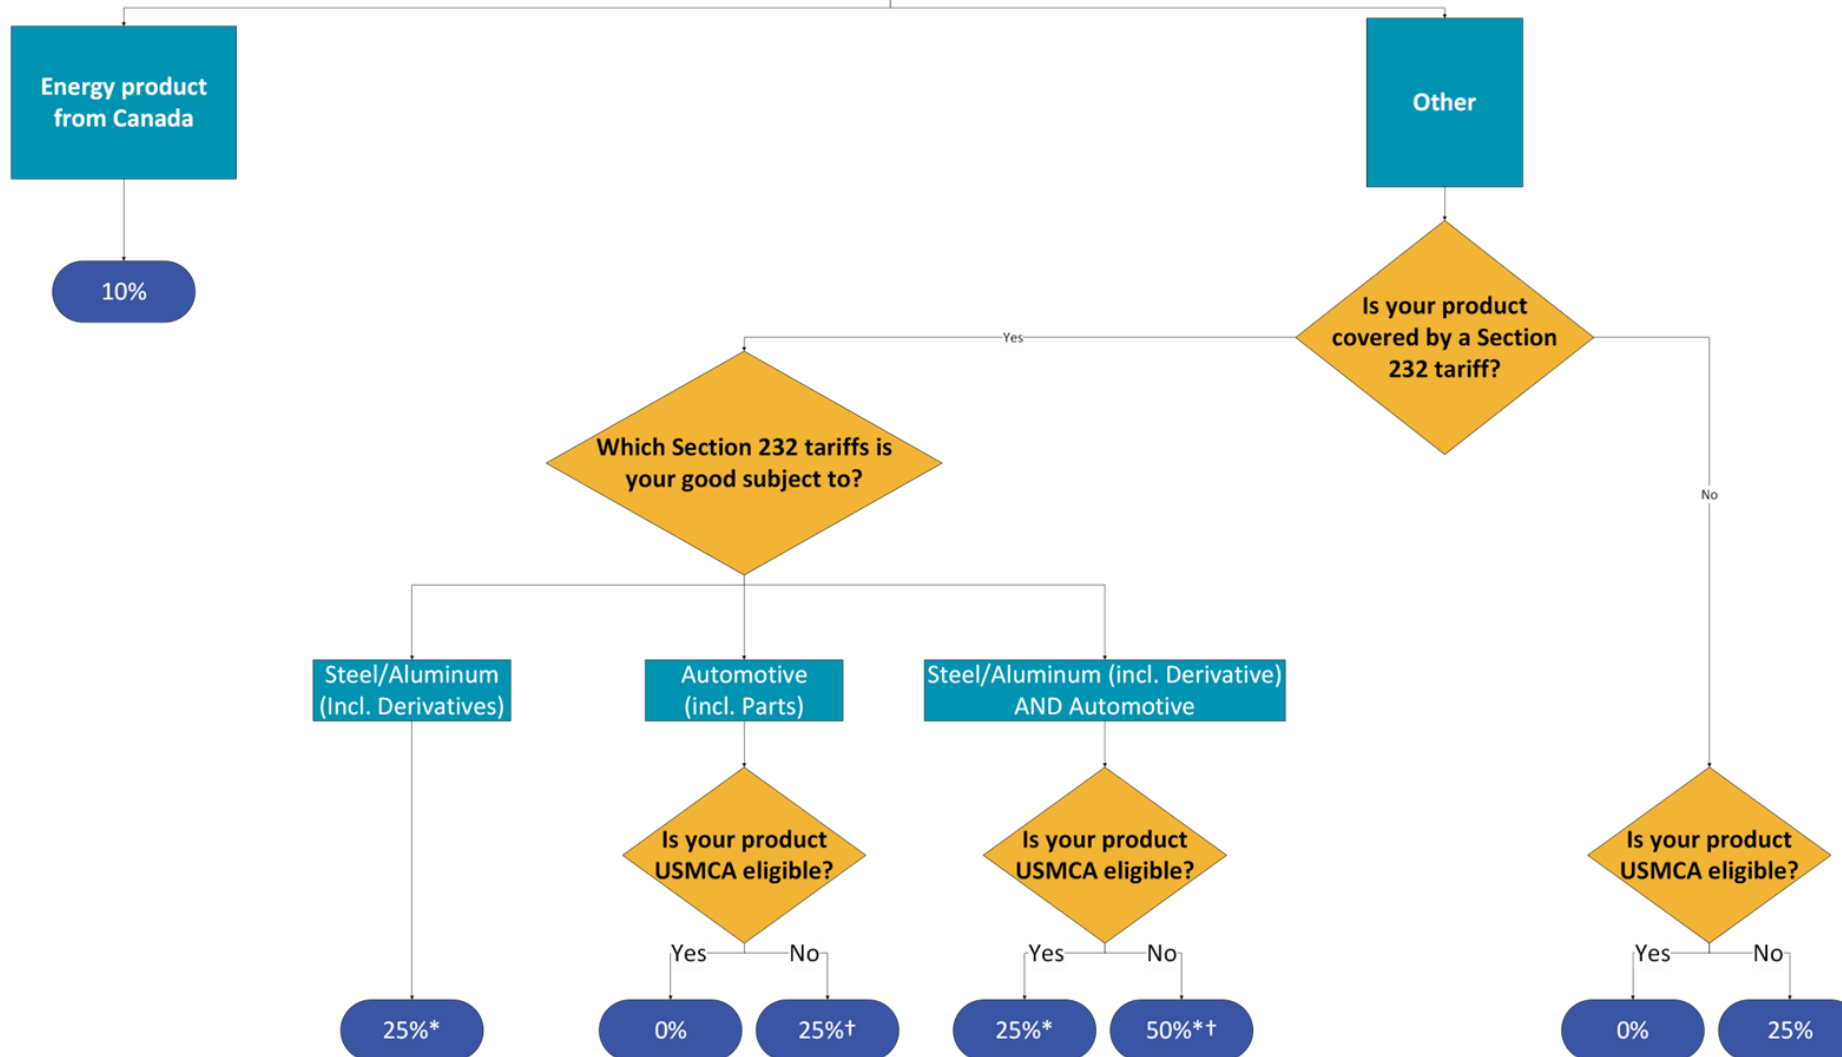 Energy product
from Canada
Other
10%
Is your product
covered by a Section
232 tariff?
Yes
No
Which Section 232 tariffs is
your good subject to?
Steel/Aluminum
(Incl. Derivatives)
Automotive
(incl. Parts)
Steel/Aluminum (incl. Derivative)
AND Automotive
Is your product
USMCA eligible?
Is your product
USMCA eligible?
Is your product
USMCA eligible?
Yes
No
Yes
No
Yes
No
25%*
0%
25%†
25%*
50%*†
0%
25%